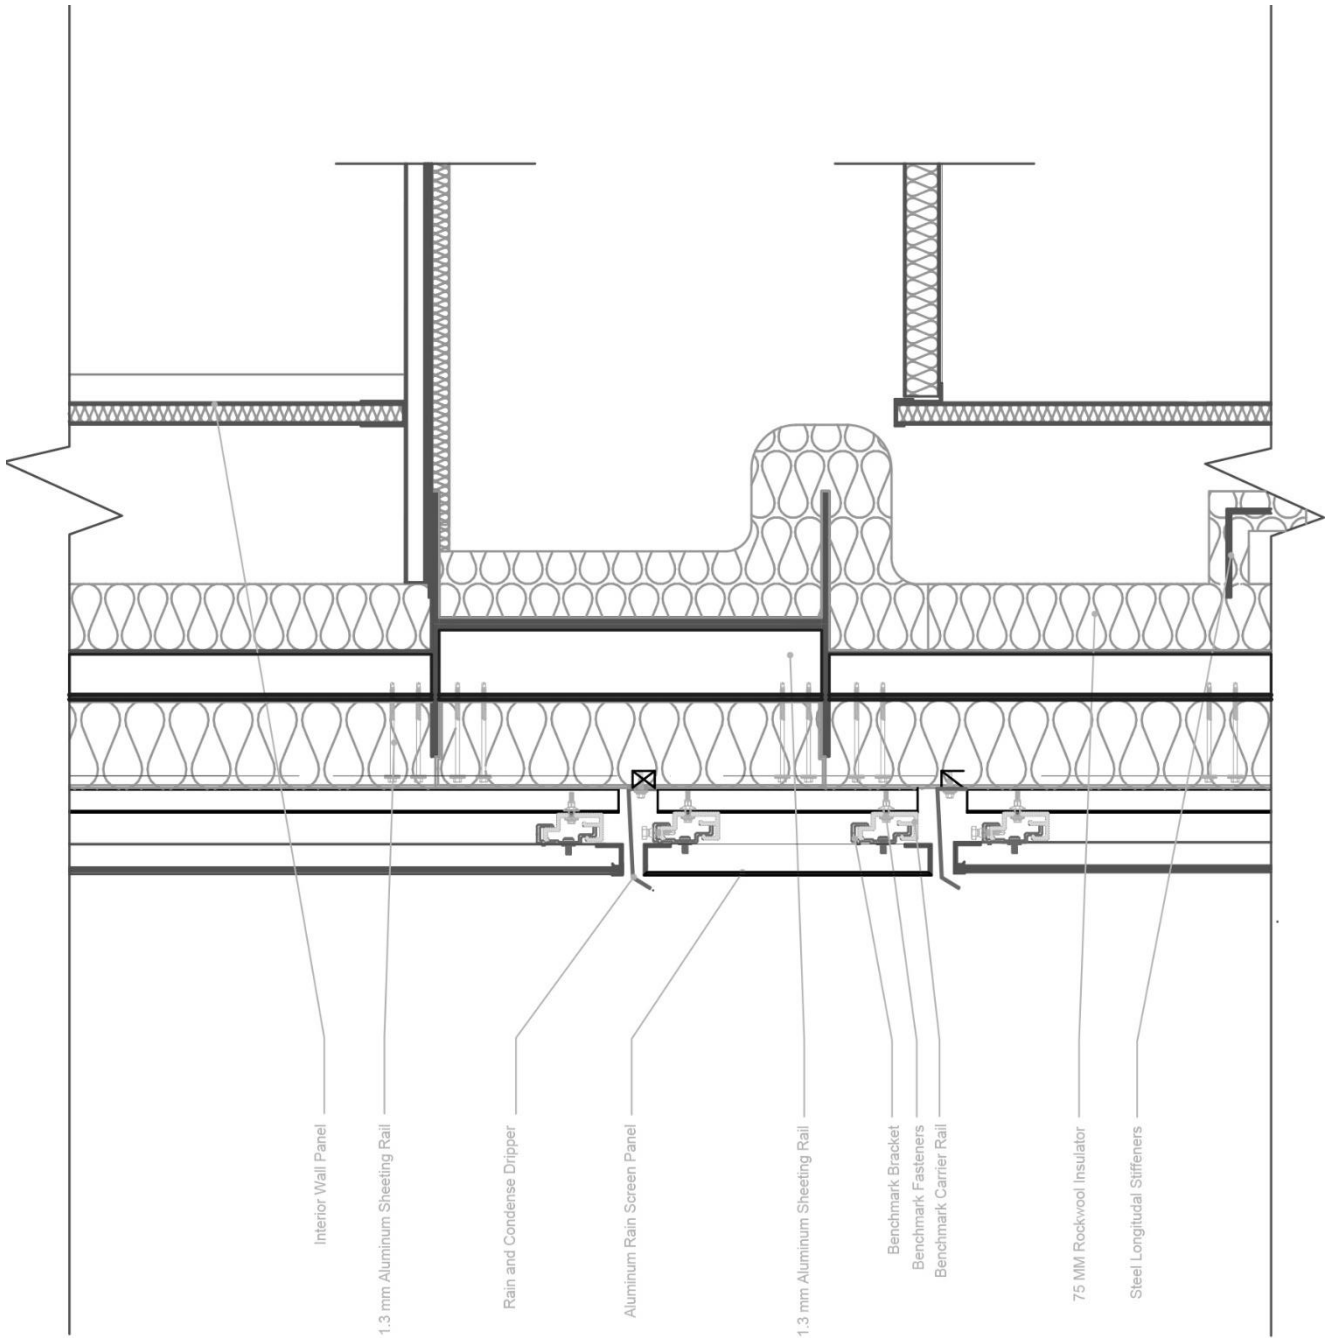 Interior Wall Panel
1.3 mm Aluminum Sheeting Rail
Rain and Condense Dripper
Aluminum Rain Screen Panel
1.3 mm Aluminum Sheeting Rail
Benchmark Bracket
Benchmark Fasteners
Benchmark Carrier Rail
75 MM Rockwool Insulator
Steel Longitudal Stiffeners